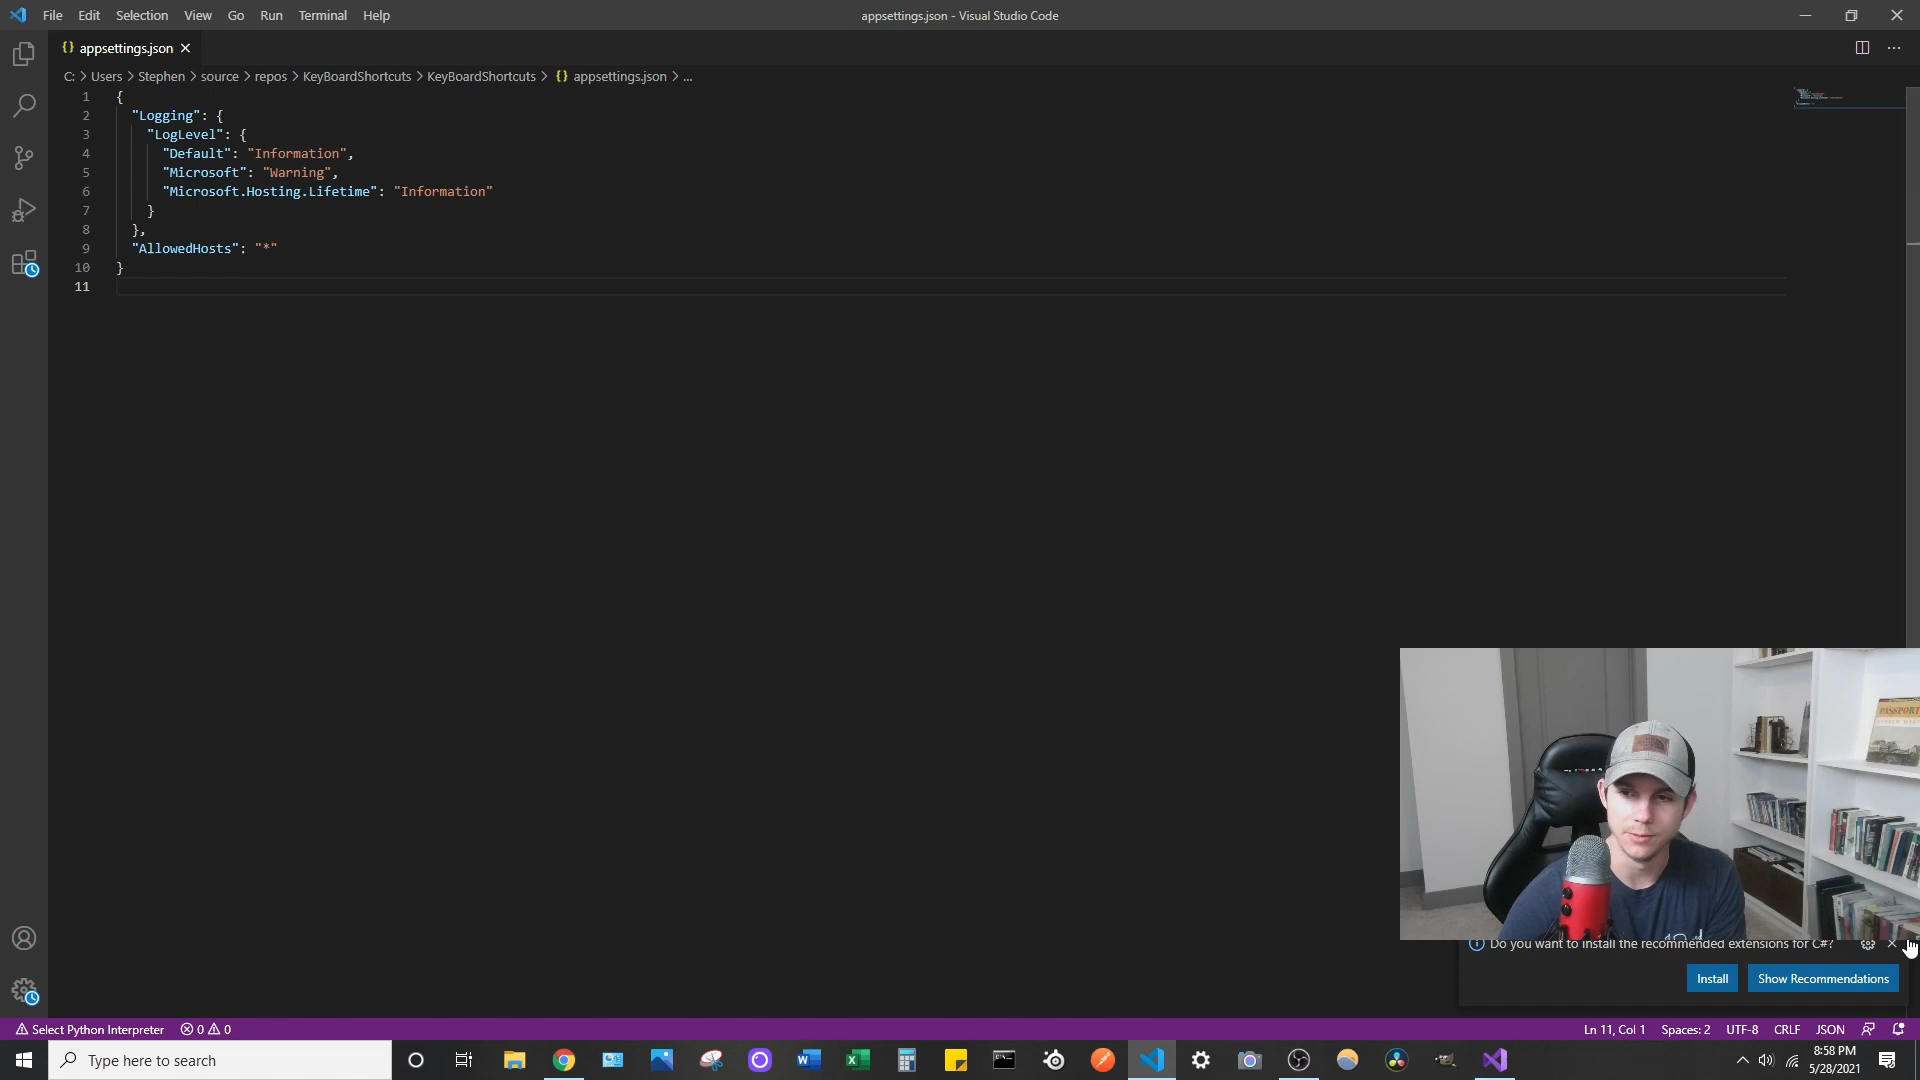 File Edit Selection View Go Run Terminal Help
appsettings.json - Visual Studio Code
{} appsettings.json ×
C: > Users > Stephen > source > repos > KeyBoardShortcuts > KeyBoardShortcuts > {} appsettings.json > ...
1 {
2 "Logging": {
3 "LogLevel": {
4 "Default": "Information",
5 "Microsoft": "Warning",
6 "Microsoft.Hosting.Lifetime": "Information"
7 }
8 },
9 "AllowedHosts": "*"
10 }
11
PASSPORT
Do you want to install the recommended extensions for C#?
Install Show Recommendations
Select Python Interpreter 0 0
Ln 11, Col 1 Spaces: 2 UTF-8 CRLF JSON
Type here to search
8:58 PM
5/28/2021